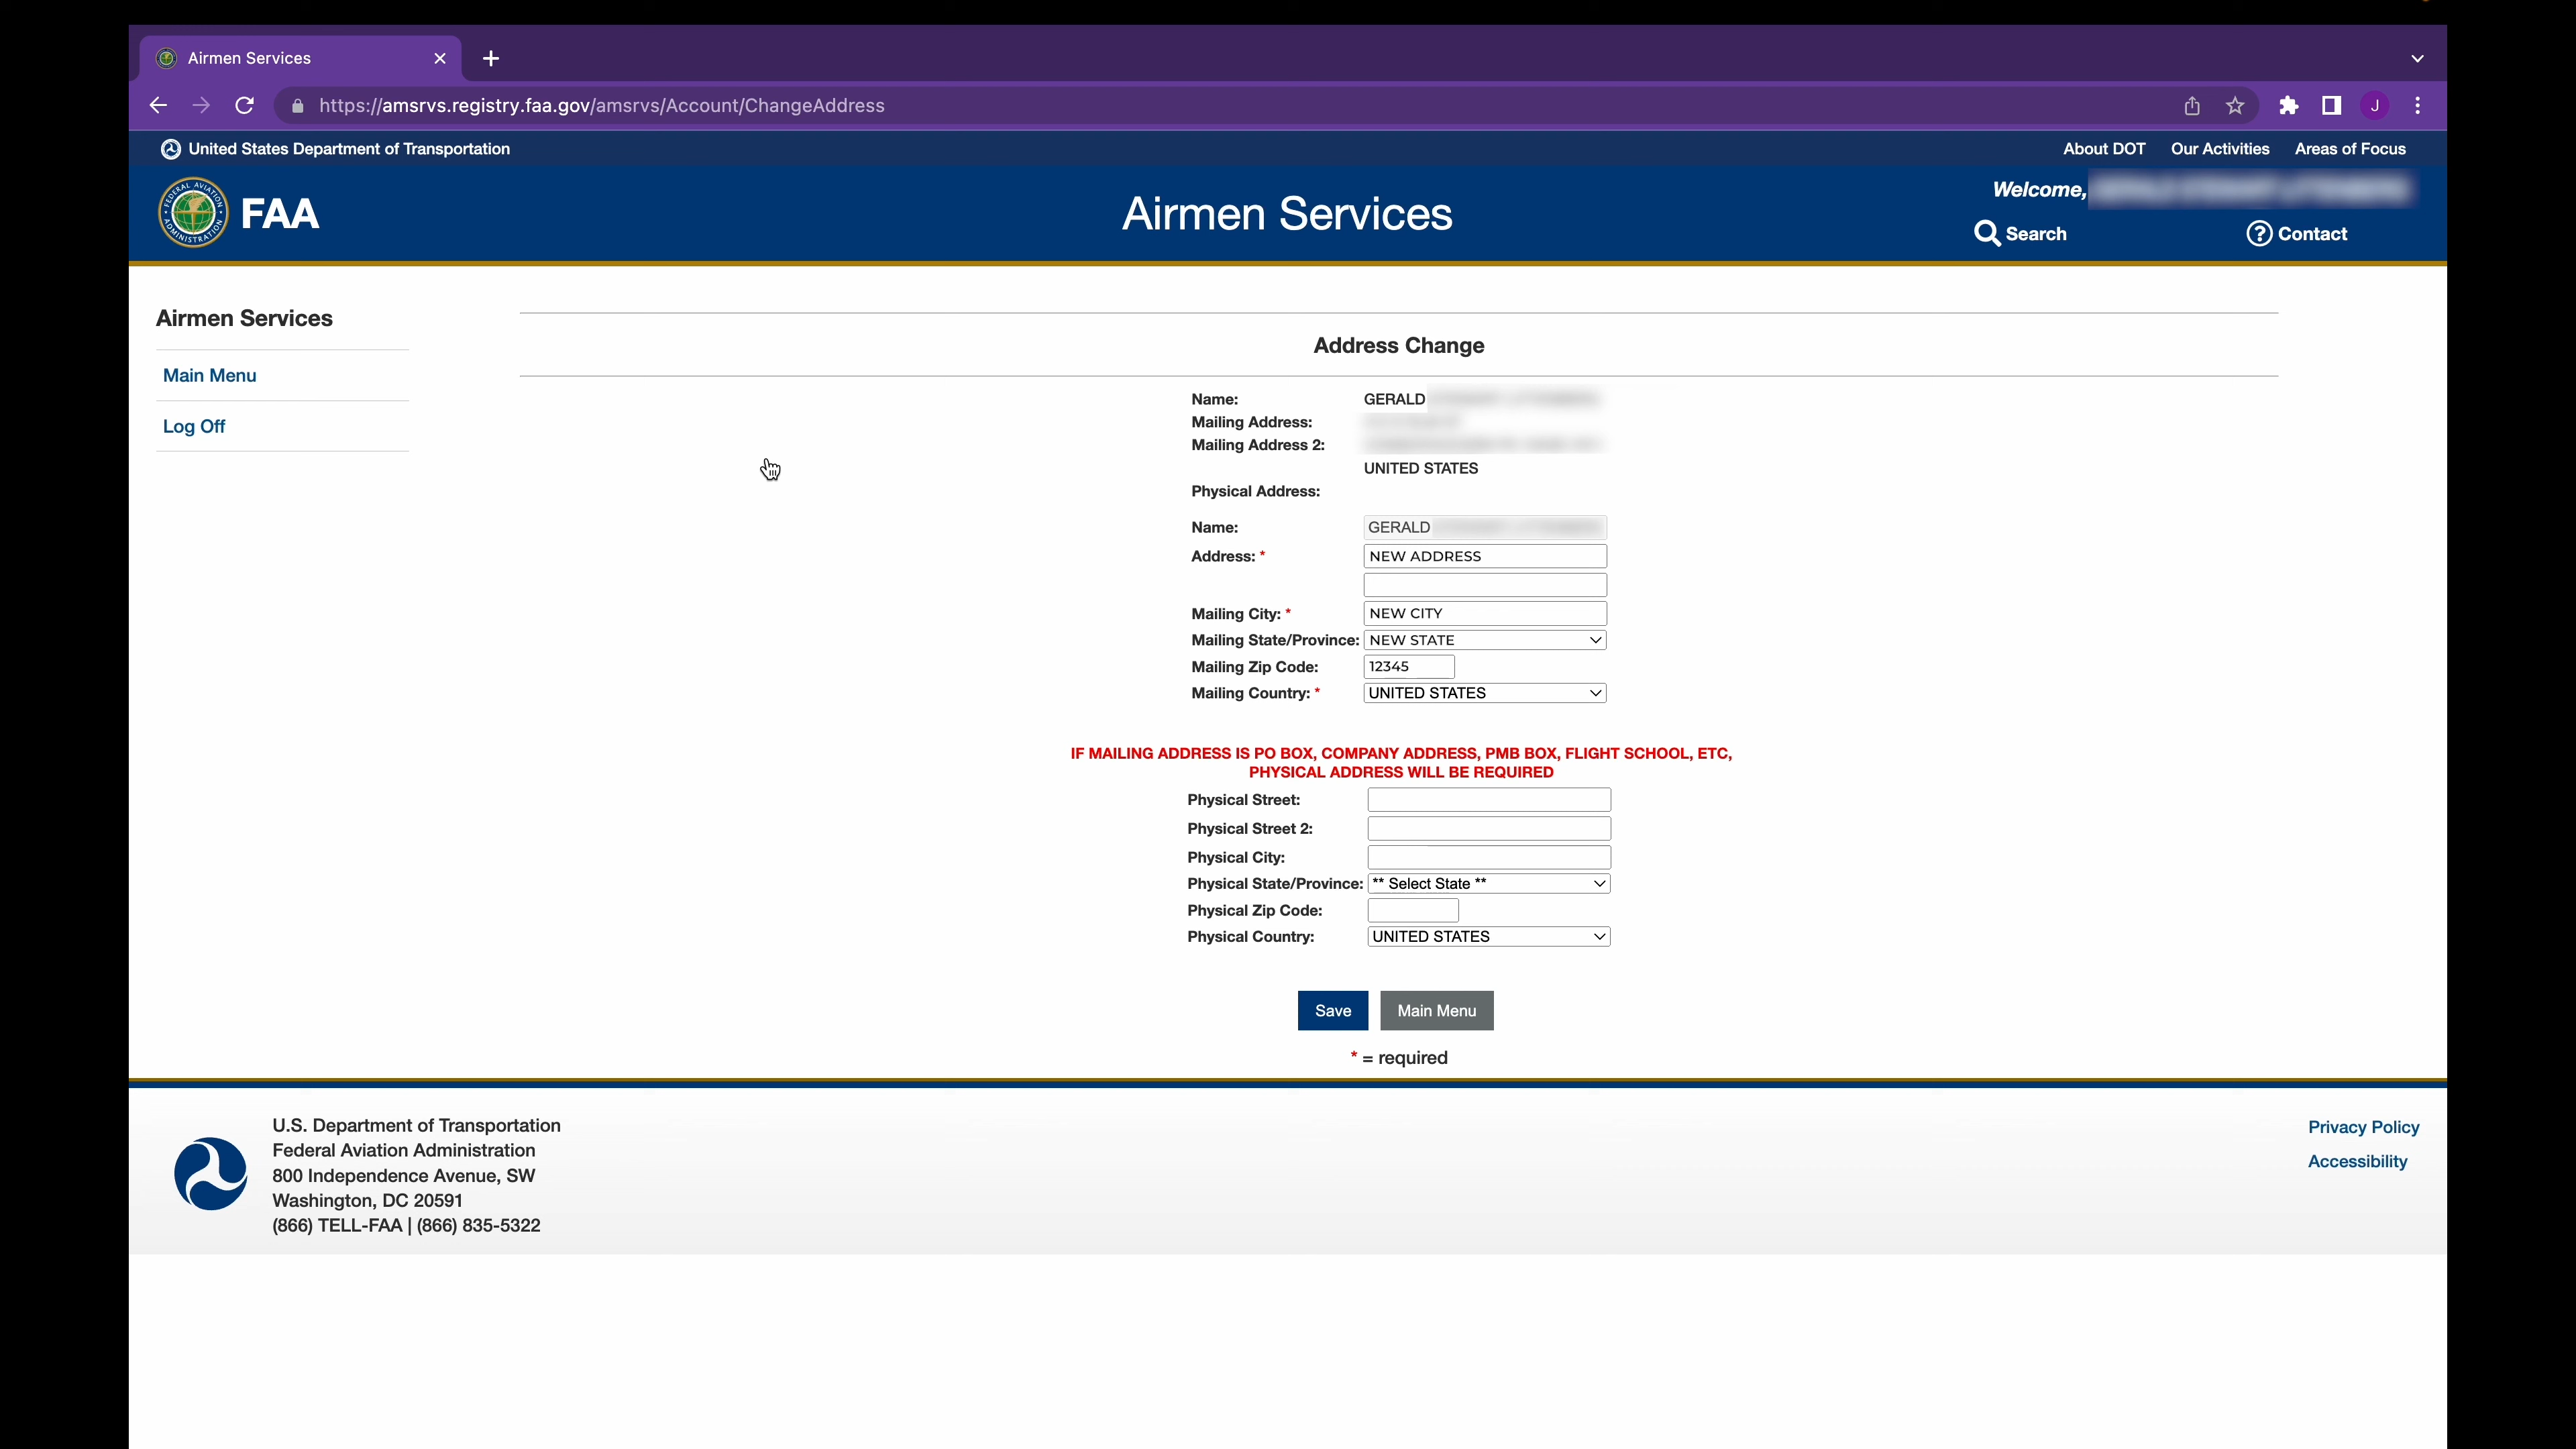 Airmen Services
https://amsrvs.registry.faa.gov/amsrvs/Account/ChangeAddress
J
United States Department of Transportation
About DOT Our Activities Areas of Focus
FEDERAL AVIATION ADMINISTRATION
FAA
Airmen Services
Welcome,
Search
Contact
Airmen Services
Main Menu
Log Off
Address Change
Name: GERALD
Mailing Address:
Mailing Address 2:
UNITED STATES
Physical Address:
Name: GERALD
Address: * NEW ADDRESS
Mailing City: * NEW CITY
Mailing State/Province: NEW STATE
Mailing Zip Code: 12345
Mailing Country: * UNITED STATES
IF MAILING ADDRESS IS PO BOX, COMPANY ADDRESS, PMB BOX, FLIGHT SCHOOL, ETC,
PHYSICAL ADDRESS WILL BE REQUIRED
Physical Street:
Physical Street 2:
Physical City:
Physical State/Province: ** Select State **
Physical Zip Code:
Physical Country: UNITED STATES
Save Main Menu
* = required
U.S. Department of Transportation
Federal Aviation Administration
800 Independence Avenue, SW
Washington, DC 20591
(866) TELL-FAA | (866) 835-5322
Privacy Policy
Accessibility